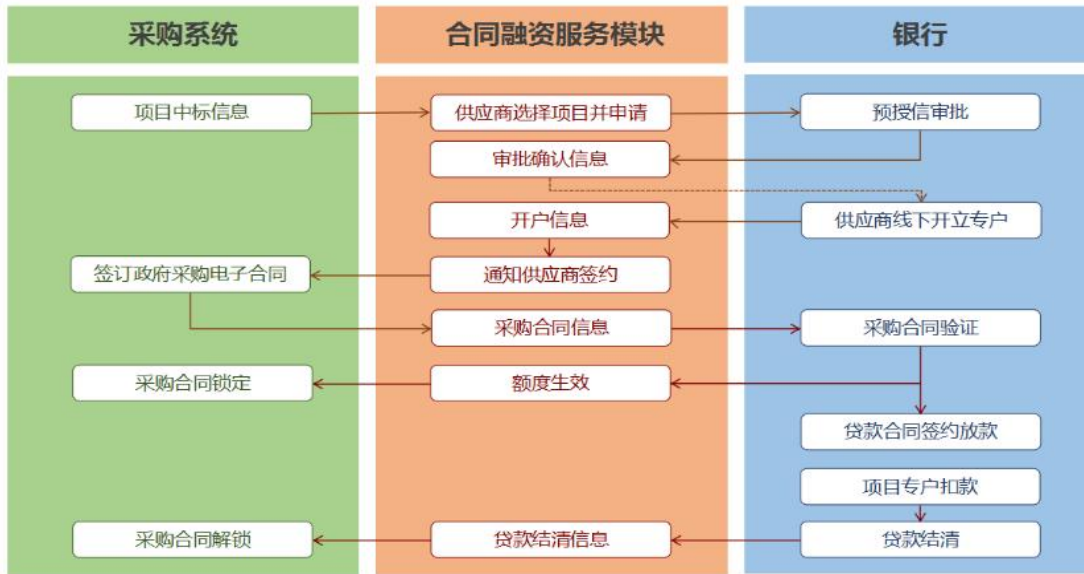 采购系统
合同融资服务模块
银行
项目中标信息
供应商选择项目并申请
预授信审批
审批确认信息
开户信息
供应商线下开立专户
签订政府采购电子合同
通知供应商签约
采购合同信息
采购合同验证
采购合同锁定
额度生效
贷款合同签约放款
项目专户扣款
采购合同解锁
贷款结清信息
贷款结清